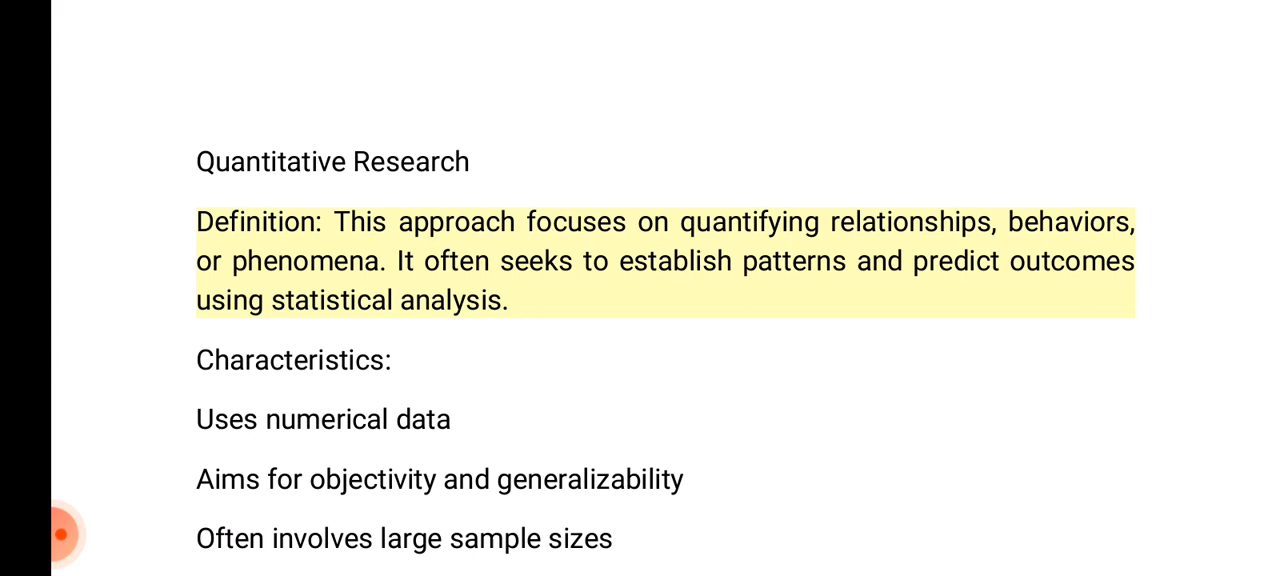 Quantitative Research
Definition: This approach focuses on quantifying relationships, behaviors,
or phenomena. It often seeks to establish patterns and predict outcomes
using statistical analysis.
Characteristics:
Uses numerical data
Aims for objectivity and generalizability
Often involves large sample sizes